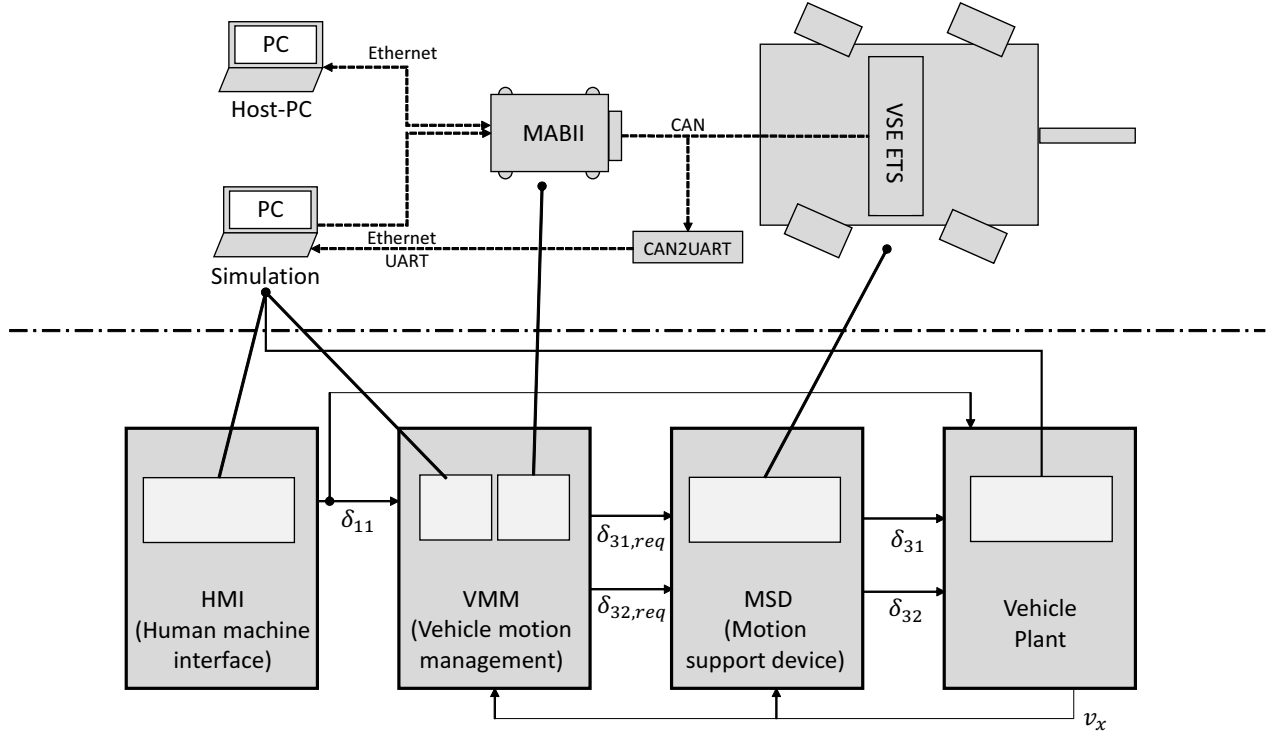 PC
Ethernet
Host-PC
MABII
CAN
VSE ETS
PC
Ethernet
UART
CAN2UART
Simulation
δ₁₁
δ₃₁,req
δ₃₂,req
δ₃₁
δ₃₂
HMI
(Human machine
interface)
VMM
(Vehicle motion
management)
MSD
(Motion
support device)
Vehicle
Plant
vₓ